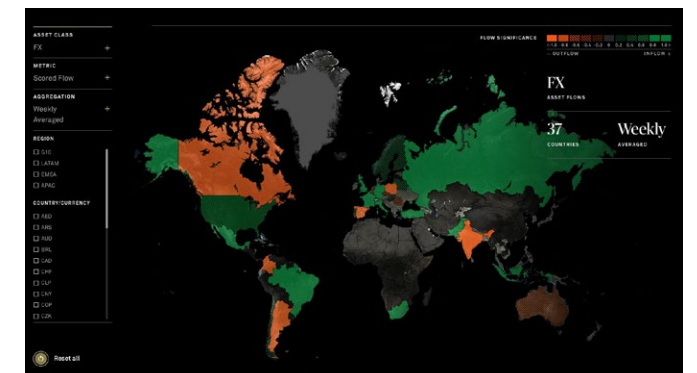 ASSET CLASS
FX +
METRIC
Scored Flow +
AGGREGATION
Weekly +
Averaged
REGION
G10
LATAM
EMEA
APAC
COUNTRY/CURRENCY
AED
ARS
AUD
BRL
CAD
CHF
CLP
CNY
COP
CZK
Reset all
FLOW SIGNIFICANCE
- OUTFLOW INFLOW +
FX
ASSET FLOWS
37 Weekly
COUNTRIES AVERAGED